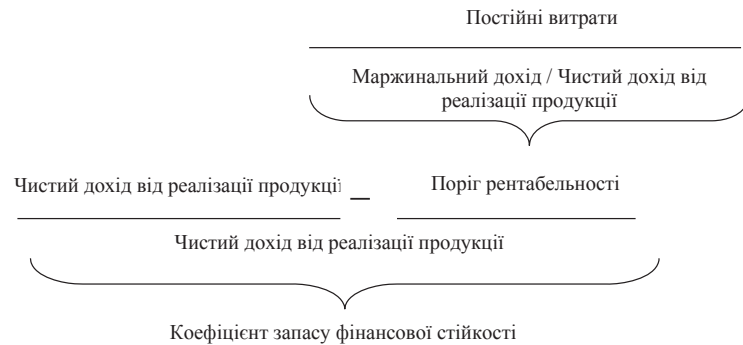 Постійні витрати
Маржинальний дохід / Чистий дохід від
реалізації продукції
Чистий дохід від реалізації продукції – Поріг рентабельності
Чистий дохід від реалізації продукції
Коефіцієнт запасу фінансової стійкості